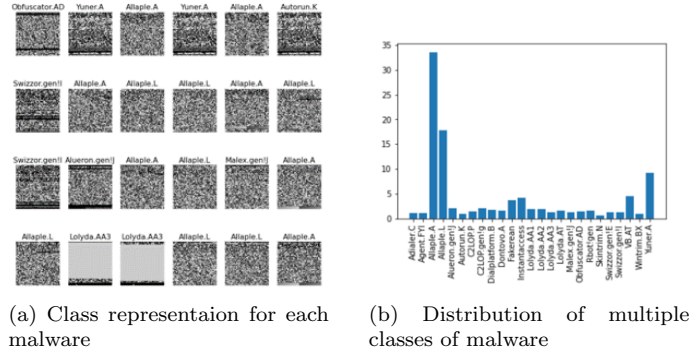 Obfuscator.AD Yuner.A Allaple.A Yuner.A Allaple.A Autorun.K
Swizzor.gen!I Allaple.A Allaple.L Allaple.L Allaple.A Allaple.L
Swizzor.gen!I Alueron.gen!J Allaple.A Allaple.L Malex.gen!J Allaple.A
Allaple.L Lolyda.AA3 Lolyda.AA3 Allaple.L Allaple.L Allaple.A
(a) Class representaion for each
malware
35
30
25
20
15
10
5
0
Adialer.C
Agent.FYI
Allaple.A
Allaple.L
Alueron.gen!J
Autorun.K
C2LOP.P
C2LOP.gen!g
Dialplatform.B
Dontovo.A
Fakerean
Instantaccess
Lolyda.AA1
Lolyda.AA2
Lolyda.AA3
Lolyda.AT
Malex.gen!J
Obfuscator.AD
Rbot!gen
Skintrim.N
Swizzor.gen!E
Swizzor.gen!I
VB.AT
Wintrim.BX
Yuner.A
(b) Distribution of multiple
classes of malware